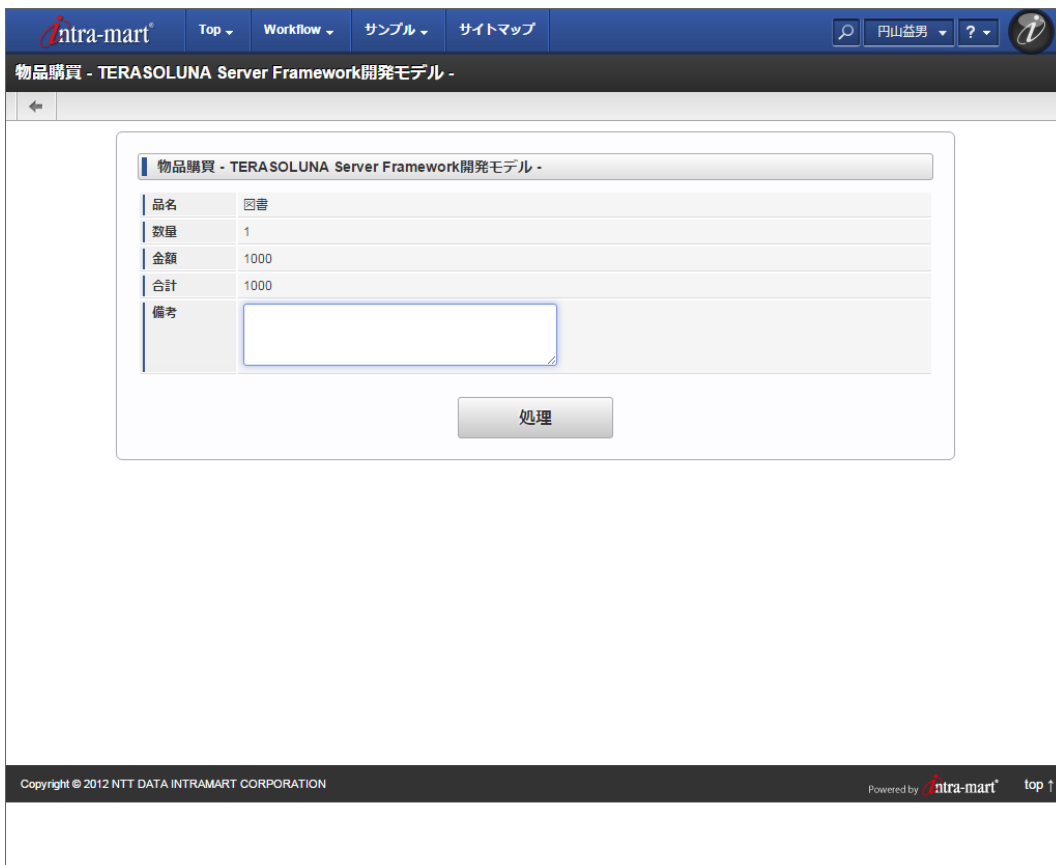 intra-mart® Top Workflow サンプル サイトマップ 円山益男 ?
物品購買 - TERASOLUNA Server Framework開発モデル -
物品購買 - TERASOLUNA Server Framework開発モデル -
品名 図書
数量 1
金額 1000
合計 1000
備考
処理
Copyright © 2012 NTT DATA INTRAMART CORPORATION Powered by intra-mart® top ↑